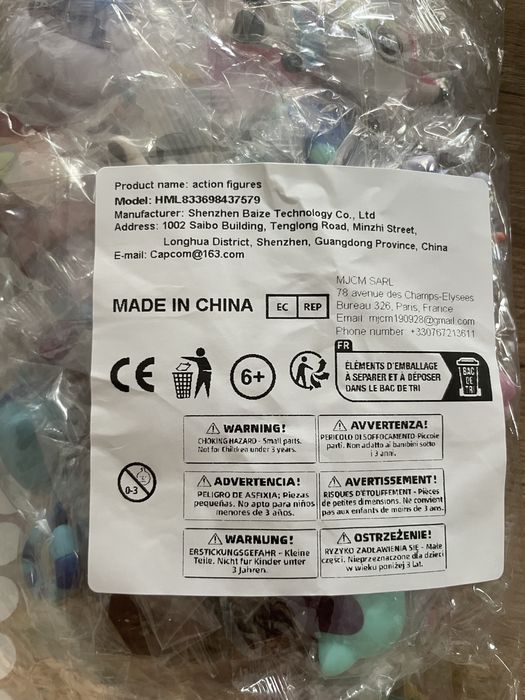 Product name: action figures
Model: HML833698437579
Manufacturer: Shenzhen Baize Technology Co., Ltd
Address: 1002 Saibo Building, Tenglong Road, Minzhi Street,
Longhua District, Shenzhen, Guangdong Province, China
E-mail: Capcom@163.com
MADE IN CHINA
EC REP
MJCM SARL
78 avenue des Champs-Elysees
Bureau 326, Paris, France
Email mjcm190928@gmail.com
Phone number +330767213611
CE
6+
FR
ÉLÉMENTS D'EMBALLAGE
À SÉPARER ET À DÉPOSER
DANS LE BAC DE TRI
BAC
DE
TRI
0-3
WARNING!
CHOKING HAZARD - Small parts.
Not for Children under 3 years.
AVVERTENZA!
PERICOLO DI SOFFOCAMENTO-Piccole
parti. Non adatto ai bambini sotto
i 3 anni.
ADVERTENCIA!
PELIGRO DE ASFIXIA; Piezas
pequeñas. No apto para niños
menores de 3 años.
AVERTISSEMENT!
RISQUES D'ETOUFFEMENT - Pièces
de petites dimensions. Ne convient
pas aux enfants de moins de 3 ans.
WARNUNG!
ERSTICKUNGSGEFAHR - Kleine
Teile. Nicht fur Kinder unter
3 Jahren.
OSTRZEŻENIE!
RYZYKO ZADŁAWIENIA SIĘ - Małe
części. Nieprzeznaczone dla dzieci
w wieku poniżej 3 lat.